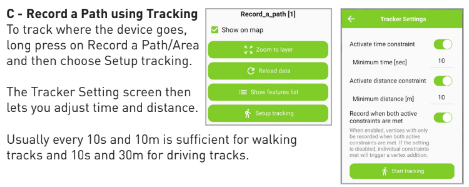 C - Record a Path using Tracking
To track where the device goes,
long press on Record a Path/Area
and then choose Setup tracking.
The Tracker Setting screen then
lets you adjust time and distance.
Usually every 10s and 10m is sufficient for walking
tracks and 10s and 30m for driving tracks.
Record_a_path [1]
Show on map
Zoom to layer
Reload data
Show features list
Setup tracking
Tracker Settings
Activate time constraint
Minimum time [sec] 10
Activate distance constraint
Minimum distance [m] 10
Record when both active
constraints are met
When enabled, vertices with only
be recorded when both active
constraints are met. If the setting
is disabled, individual constraints
met will trigger a vertex addition.
Start tracking